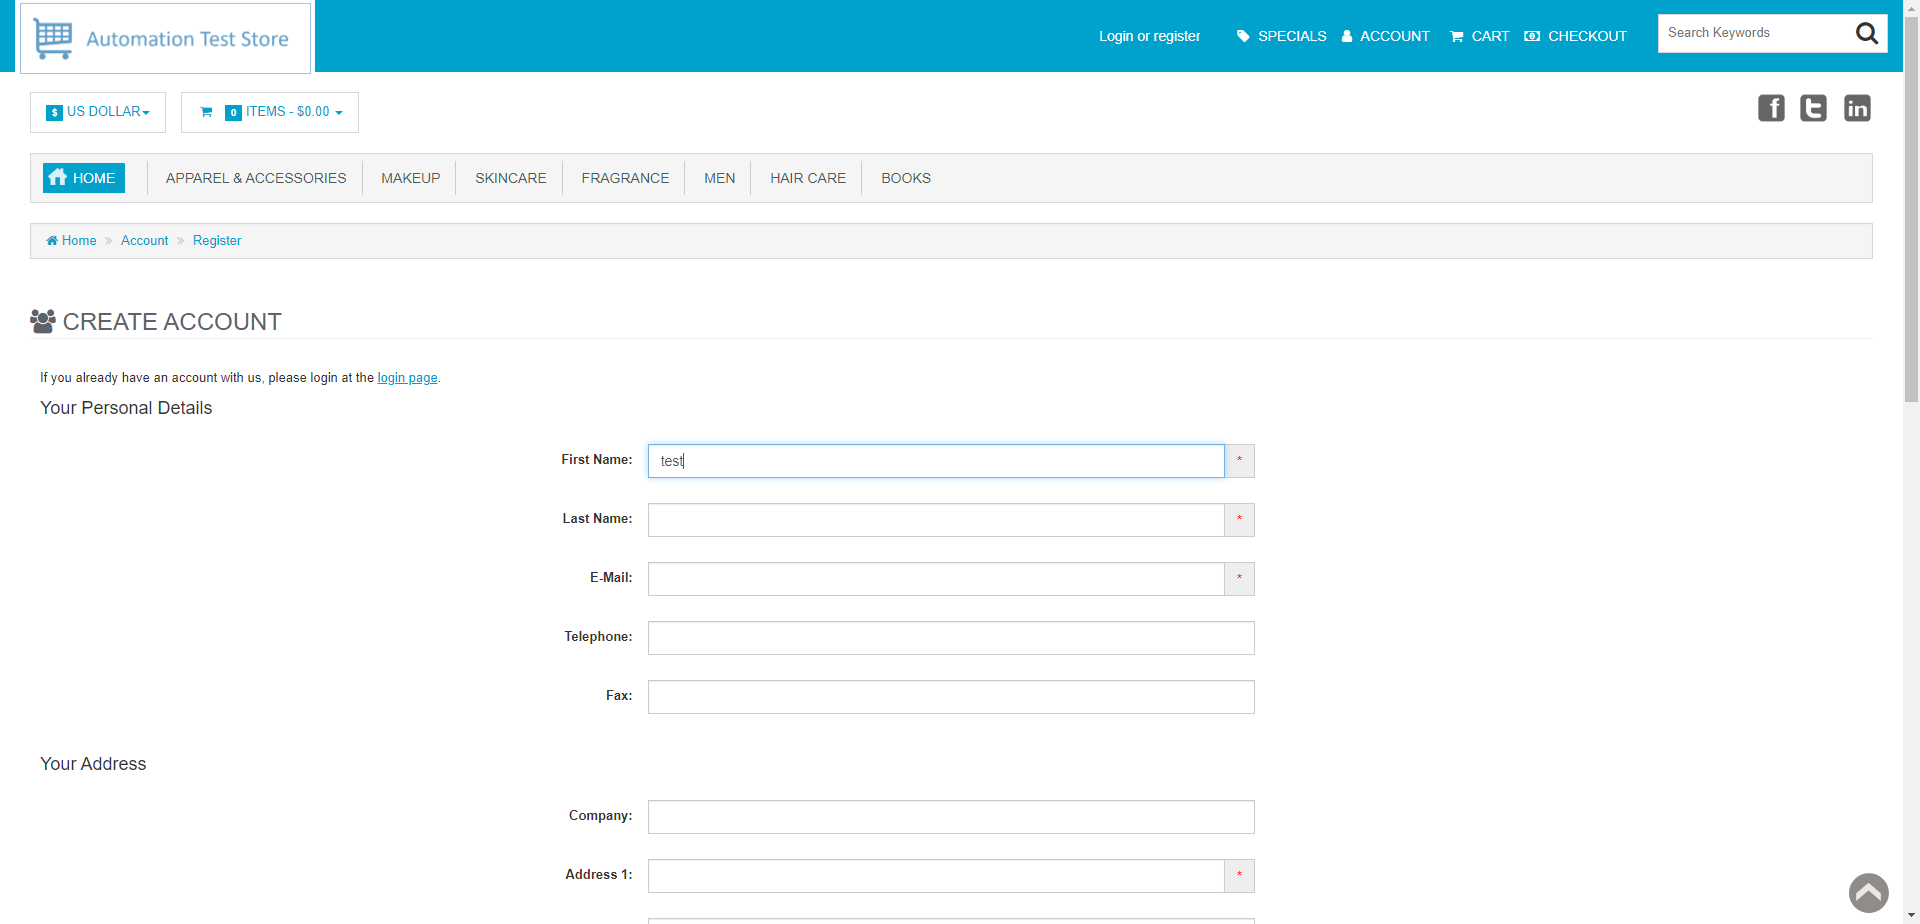 Automation Test Store
Login or register SPECIALS ACCOUNT CART CHECKOUT Search Keywords
$ US DOLLAR 0 ITEMS - $0.00
f t in
HOME APPAREL & ACCESSORIES MAKEUP SKINCARE FRAGRANCE MEN HAIR CARE BOOKS
Home » Account » Register
CREATE ACCOUNT
If you already have an account with us, please login at the login page.
Your Personal Details
First Name: test *
Last Name: *
E-Mail: *
Telephone:
Fax:
Your Address
Company:
Address 1: *